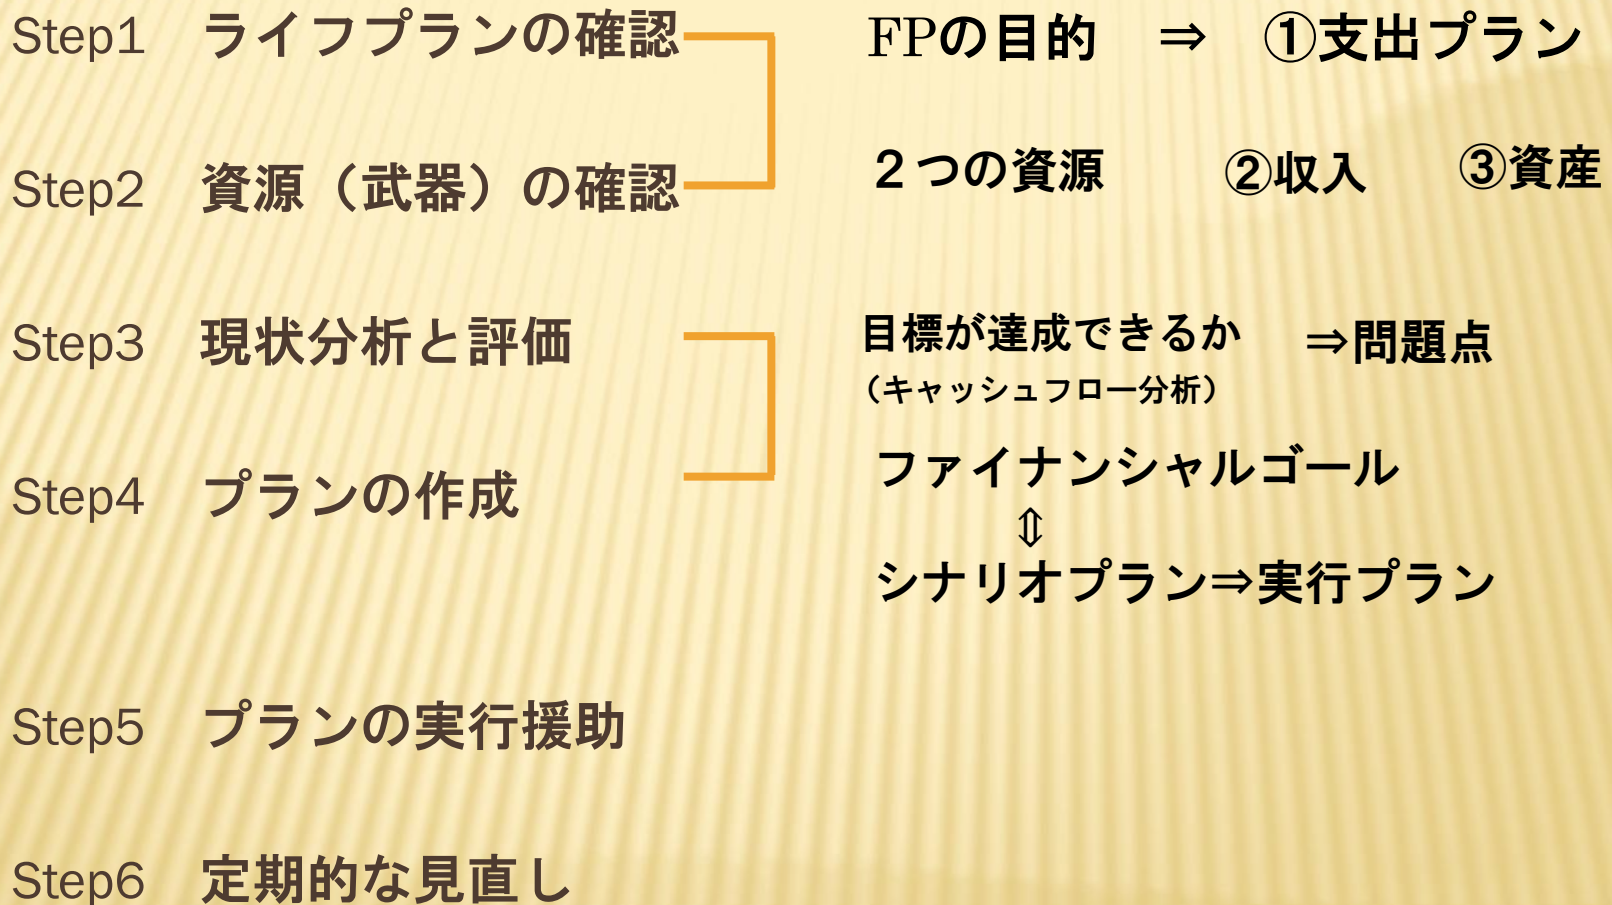 Step1 ライフプランの確認 FPの目的 ⇒ ①支出プラン
Step2 資源（武器）の確認 ２つの資源 ②収入 ③資産
Step3 現状分析と評価 目標が達成できるか ⇒問題点
（キャッシュフロー分析）
ファイナンシャルゴール
Step4 プランの作成
⇕
シナリオプラン⇒実行プラン
Step5 プランの実行援助
Step6 定期的な見直し